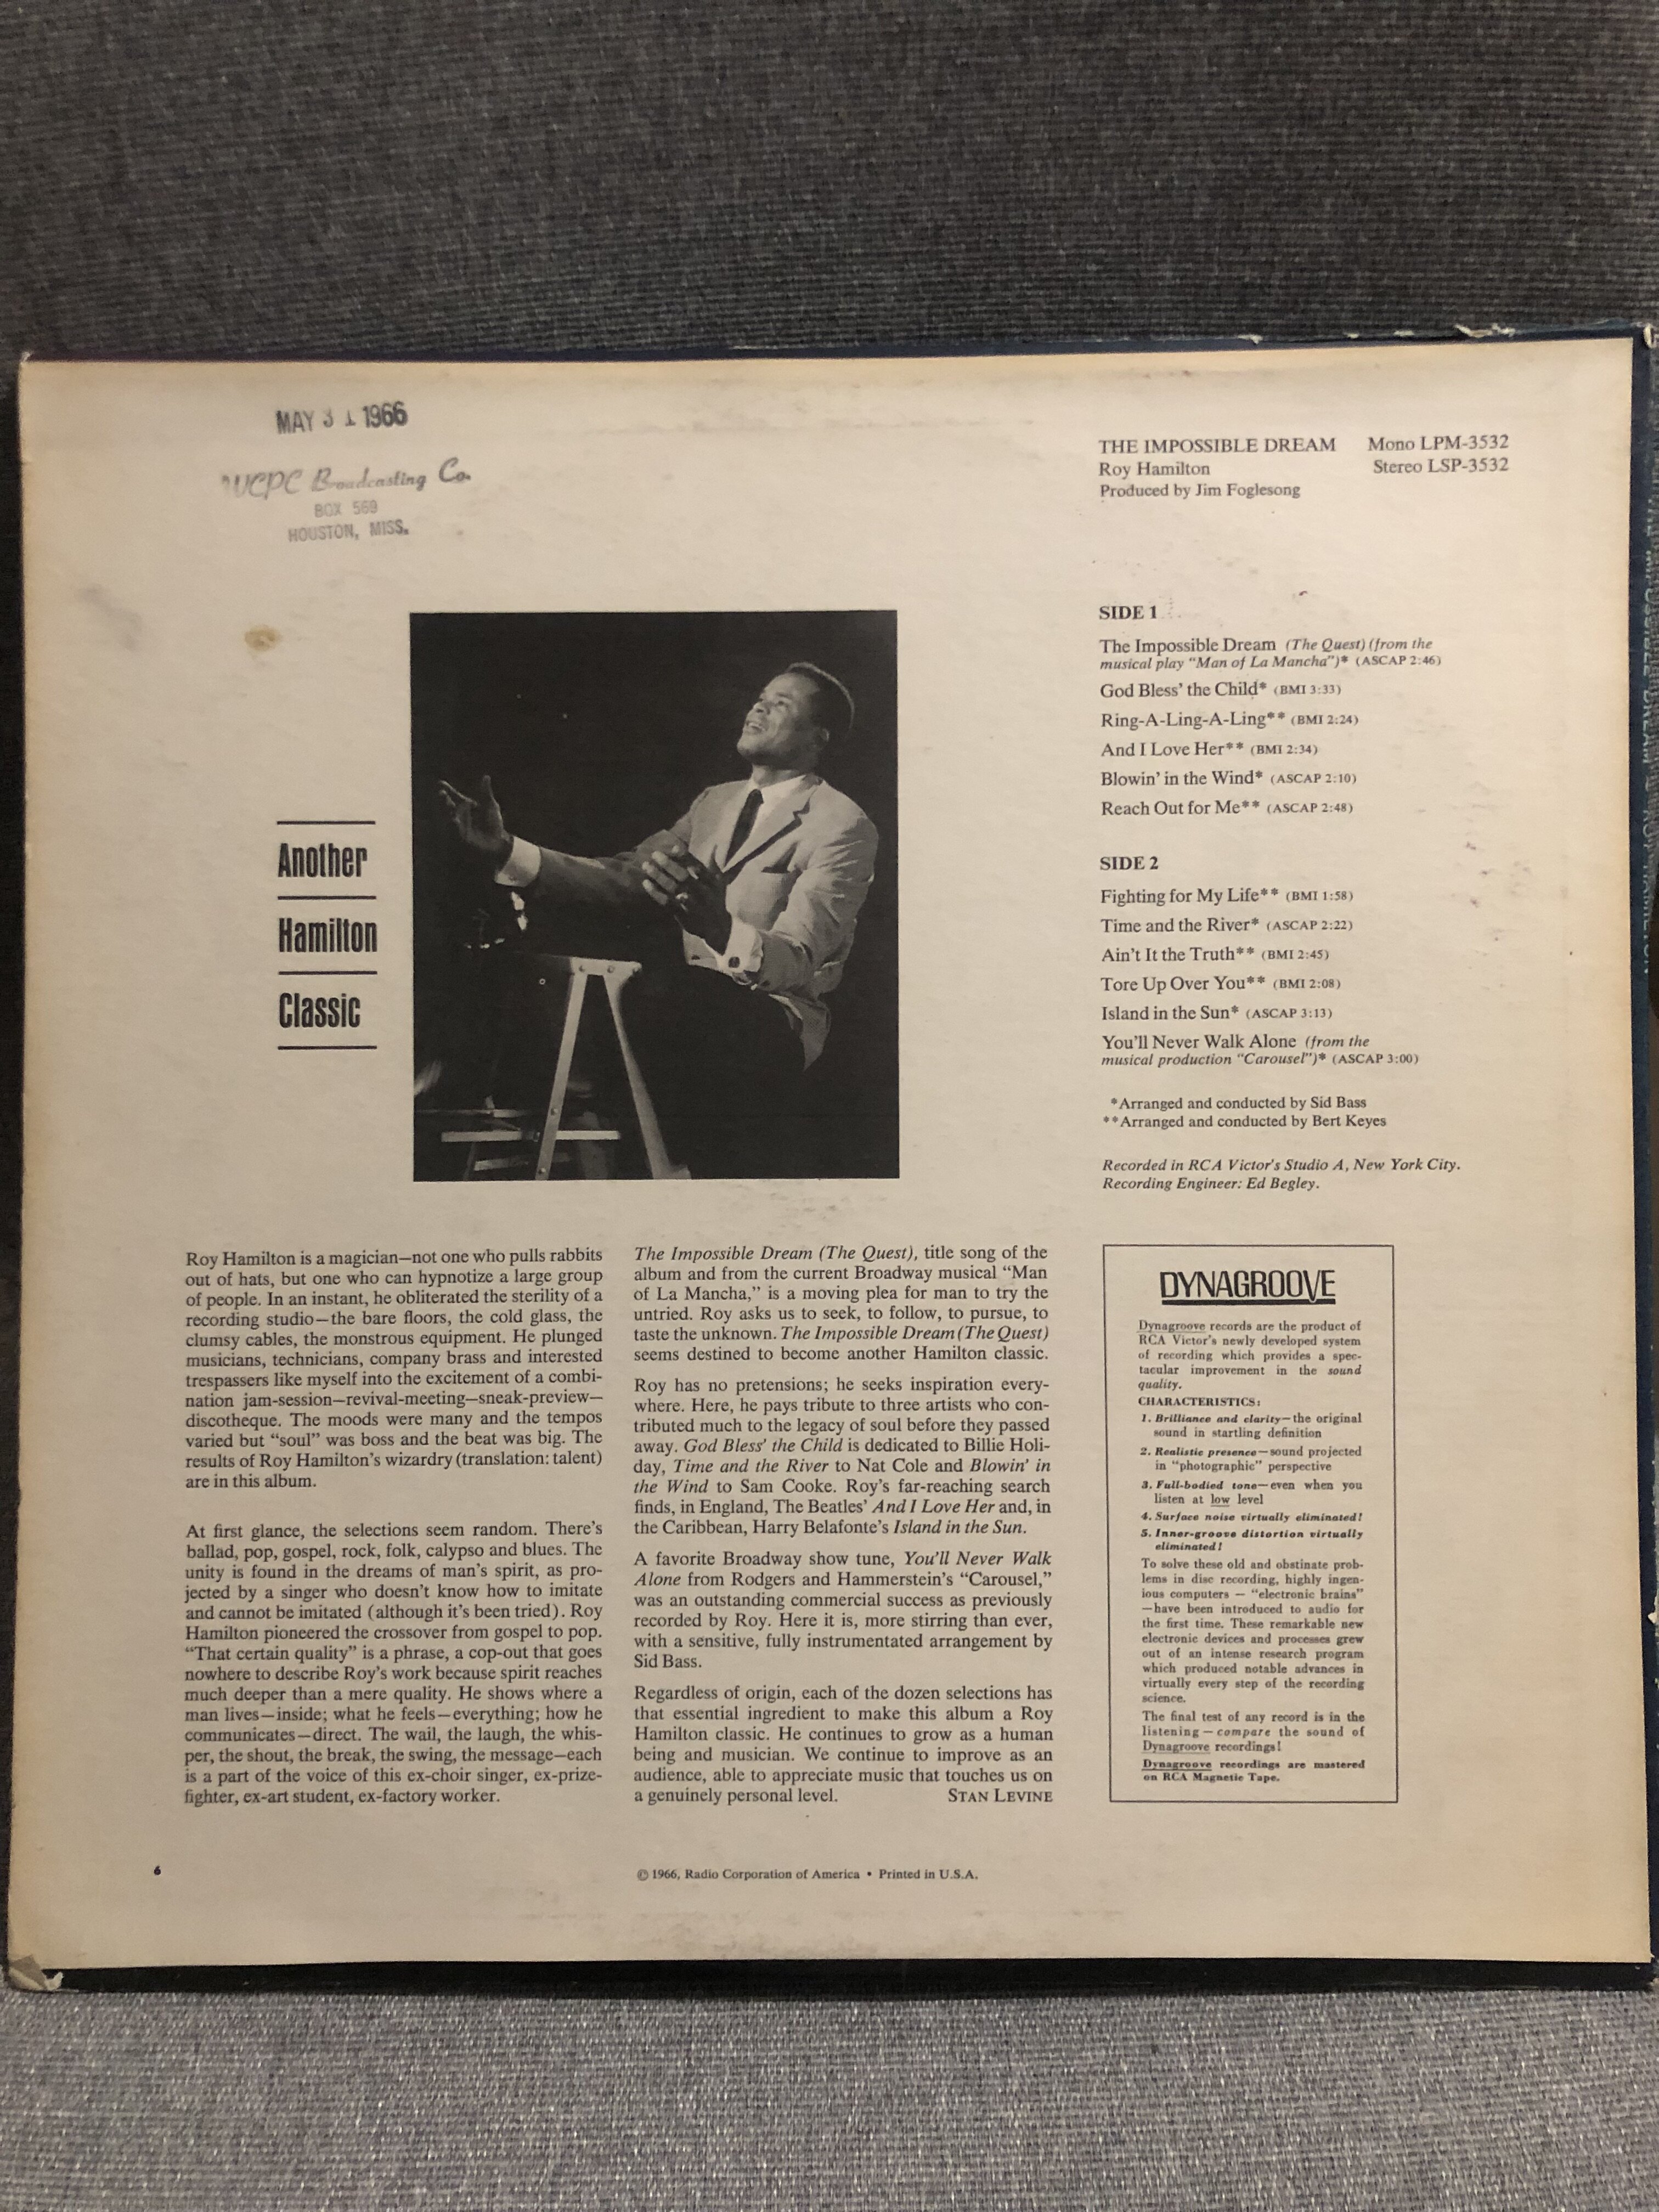 MAY 31 1966
WCPC Broadcasting Co.
BOX 569
HOUSTON, MISS.
THE IMPOSSIBLE DREAM Mono LPM-3532
Roy Hamilton Stereo LSP-3532
Produced by Jim Foglesong
Another
Hamilton
Classic
SIDE 1
The Impossible Dream (The Quest) (from the
musical play “Man of La Mancha”)* (ASCAP 2:46)
God Bless’ the Child* (BMI 3:33)
Ring-A-Ling-A-Ling** (BMI 2:24)
And I Love Her** (BMI 2:34)
Blowin’ in the Wind* (ASCAP 2:10)
Reach Out for Me** (ASCAP 2:48)
SIDE 2
Fighting for My Life** (BMI 1:58)
Time and the River* (ASCAP 2:22)
Ain’t It the Truth** (BMI 2:45)
Tore Up Over You** (BMI 2:08)
Island in the Sun* (ASCAP 3:13)
You’ll Never Walk Alone (from the
musical production “Carousel”)* (ASCAP 3:00)
*Arranged and conducted by Sid Bass
**Arranged and conducted by Bert Keyes
Recorded in RCA Victor’s Studio A, New York City.
Recording Engineer: Ed Begley.
Roy Hamilton is a magician—not one who pulls rabbits
out of hats, but one who can hypnotize a large group
of people. In an instant, he obliterated the sterility of a
recording studio—the bare floors, the cold glass, the
clumsy cables, the monstrous equipment. He plunged
musicians, technicians, company brass and interested
trespassers like myself into the excitement of a combi-
nation jam-session—revival-meeting—sneak-preview—
discotheque. The moods were many and the tempos
varied but “soul” was boss and the beat was big. The
results of Roy Hamilton’s wizardry (translation: talent)
are in this album.
At first glance, the selections seem random. There’s
ballad, pop, gospel, rock, folk, calypso and blues. The
unity is found in the dreams of man’s spirit, as pro-
jected by a singer who doesn’t know how to imitate
and cannot be imitated (although it’s been tried). Roy
Hamilton pioneered the crossover from gospel to pop.
“That certain quality” is a phrase, a cop-out that goes
nowhere to describe Roy’s work because spirit reaches
much deeper than a mere quality. He shows where a
man lives—inside; what he feels—everything; how he
communicates—direct. The wail, the laugh, the whis-
per, the shout, the break, the swing, the message—each
is a part of the voice of this ex-choir singer, ex-prize-
fighter, ex-art student, ex-factory worker.
The Impossible Dream (The Quest), title song of the
album and from the current Broadway musical “Man
of La Mancha,” is a moving plea for man to try the
untried. Roy asks us to seek, to follow, to pursue, to
taste the unknown. The Impossible Dream (The Quest)
seems destined to become another Hamilton classic.
Roy has no pretensions; he seeks inspiration every-
where. Here, he pays tribute to three artists who con-
tributed much to the legacy of soul before they passed
away. God Bless’ the Child is dedicated to Billie Holi-
day, Time and the River to Nat Cole and Blowin’ in
the Wind to Sam Cooke. Roy’s far-reaching search
finds, in England, The Beatles’ And I Love Her and, in
the Caribbean, Harry Belafonte’s Island in the Sun.
A favorite Broadway show tune, You’ll Never Walk
Alone from Rodgers and Hammerstein’s “Carousel,”
was an outstanding commercial success as previously
recorded by Roy. Here it is, more stirring than ever,
with a sensitive, fully instrumentated arrangement by
Sid Bass.
Regardless of origin, each of the dozen selections has
that essential ingredient to make this album a Roy
Hamilton classic. He continues to grow as a human
being and musician. We continue to improve as an
audience, able to appreciate music that touches us on
a genuinely personal level. STAN LEVINE
DYNAGROOVE
Dynagroove records are the product of
RCA Victor’s newly developed system
of recording which provides a spec-
tacular improvement in the sound
quality.
CHARACTERISTICS:
1. Brilliance and clarity—the original
sound in startling definition
2. Realistic presence—sound projected
in “photographic” perspective
3. Full-bodied tone—even when you
listen at low level
4. Surface noise virtually eliminated!
5. Inner-groove distortion virtually
eliminated!
To solve these old and obstinate prob-
lems in disc recording, highly ingen-
ious computers — “electronic brains”
—have been introduced to audio for
the first time. These remarkable new
electronic devices and processes grew
out of an intense research program
which produced notable advances in
virtually every step of the recording
science.
The final test of any record is in the
listening — compare the sound of
Dynagroove recordings!
Dynagroove recordings are mastered
on RCA Magnetic Tape.
6
© 1966, Radio Corporation of America • Printed in U.S.A.